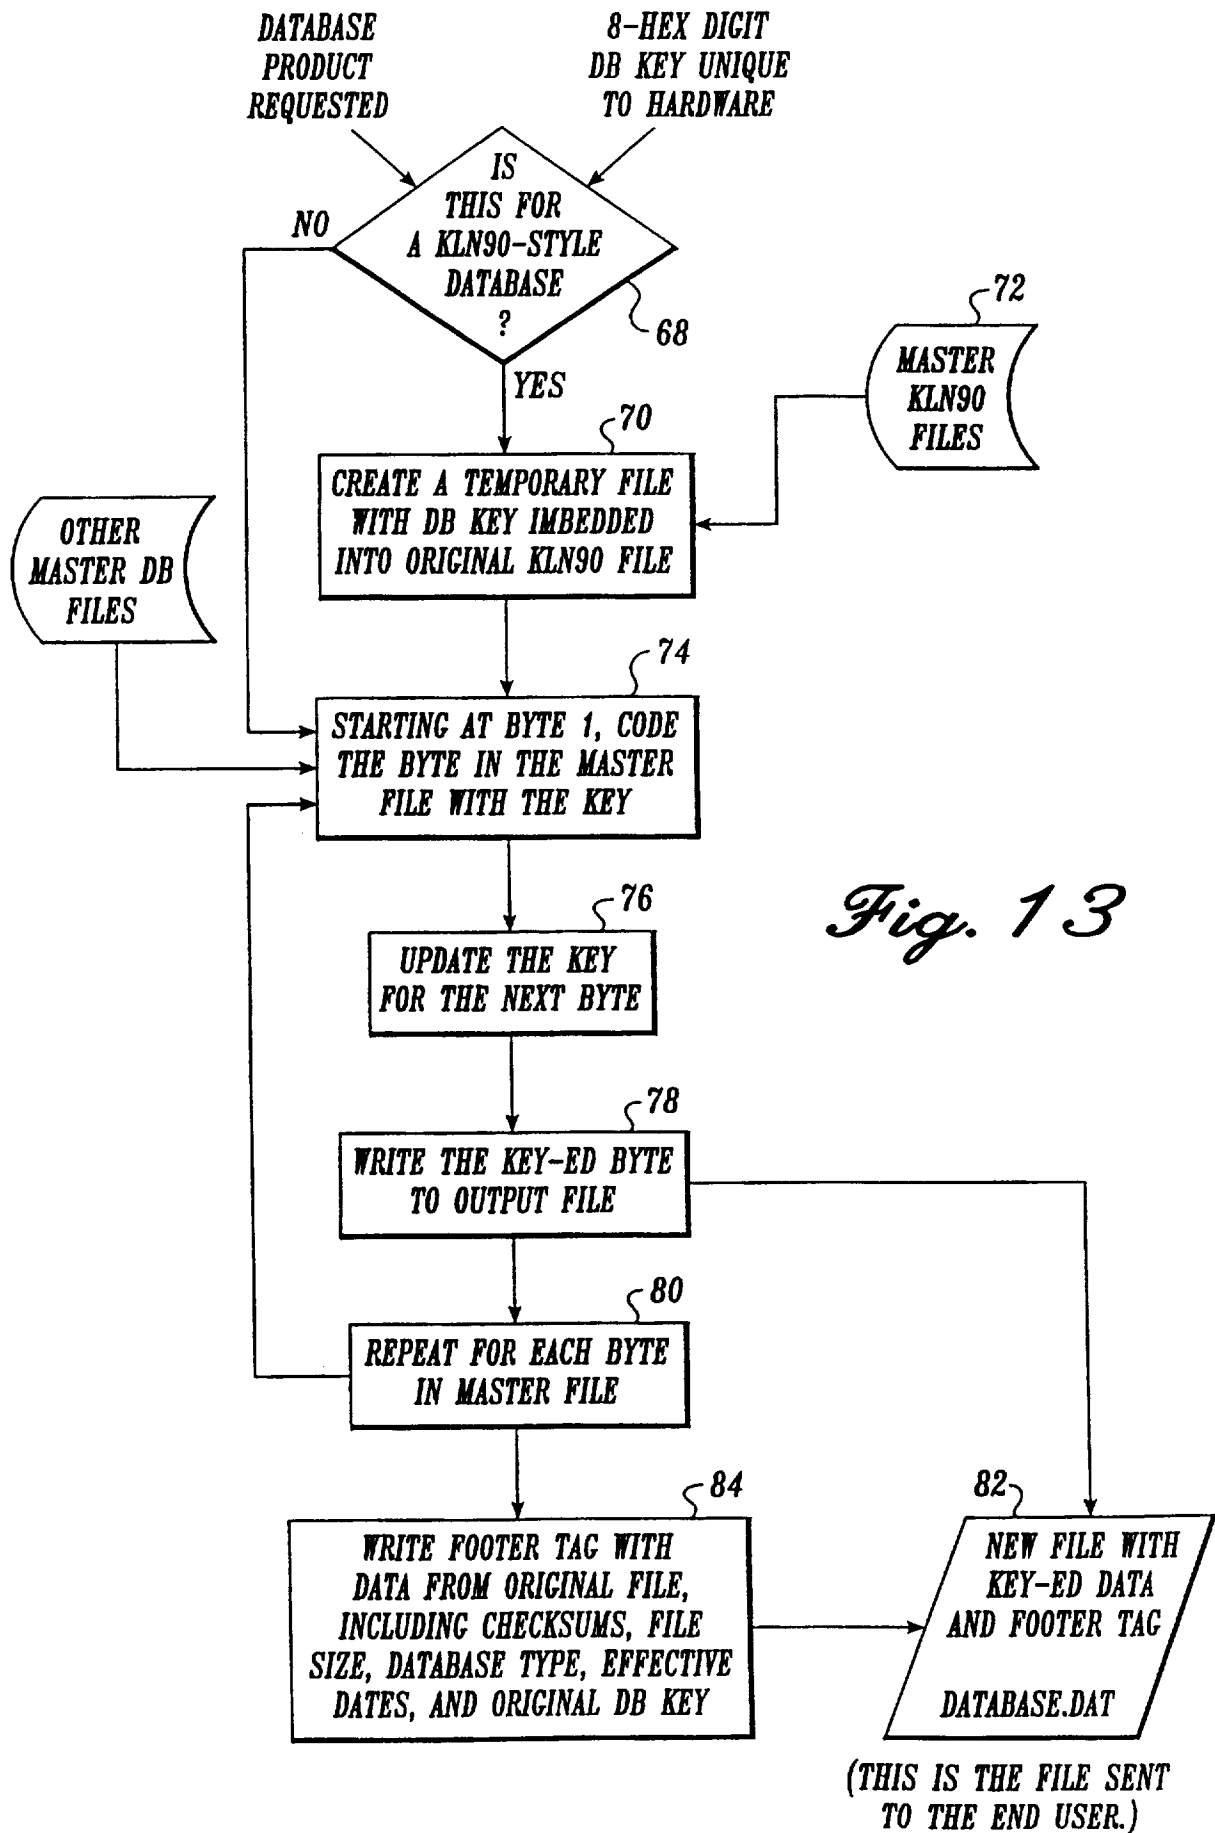 DATABASE
PRODUCT
REQUESTED
8-HEX DIGIT
DB KEY UNIQUE
TO HARDWARE
IS
THIS FOR
A KLN90-STYLE
DATABASE
?
NO
68
YES
72
MASTER
KLN90
FILES
70
CREATE A TEMPORARY FILE
WITH DB KEY IMBEDDED
INTO ORIGINAL KLN90 FILE
OTHER
MASTER DB
FILES
74
STARTING AT BYTE 1, CODE
THE BYTE IN THE MASTER
FILE WITH THE KEY
Fig. 13
76
UPDATE THE KEY
FOR THE NEXT BYTE
78
WRITE THE KEY-ED BYTE
TO OUTPUT FILE
80
REPEAT FOR EACH BYTE
IN MASTER FILE
84
WRITE FOOTER TAG WITH
DATA FROM ORIGINAL FILE,
INCLUDING CHECKSUMS, FILE
SIZE, DATABASE TYPE, EFFECTIVE
DATES, AND ORIGINAL DB KEY
82
NEW FILE WITH
KEY-ED DATA
AND FOOTER TAG
DATABASE.DAT
(THIS IS THE FILE SENT
TO THE END USER.)